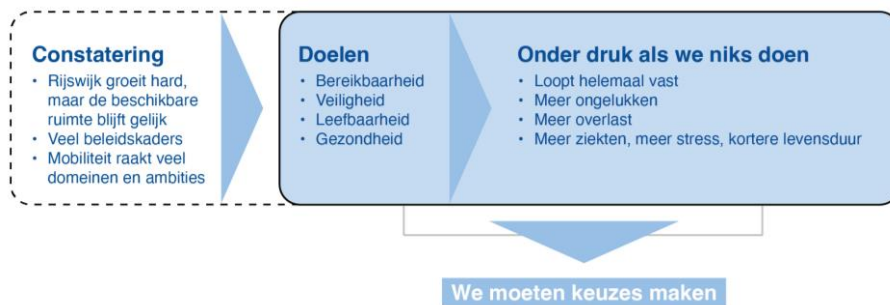 Constatering
• Rijswijk groeit hard,
maar de beschikbare
ruimte blijft gelijk
• Veel beleidskaders
• Mobiliteit raakt veel
domeinen en ambities
Doelen
• Bereikbaarheid
• Veiligheid
• Leefbaarheid
• Gezondheid
Onder druk als we niks doen
• Loopt helemaal vast
• Meer ongelukken
• Meer overlast
• Meer ziekten, meer stress, kortere levensduur
We moeten keuzes maken